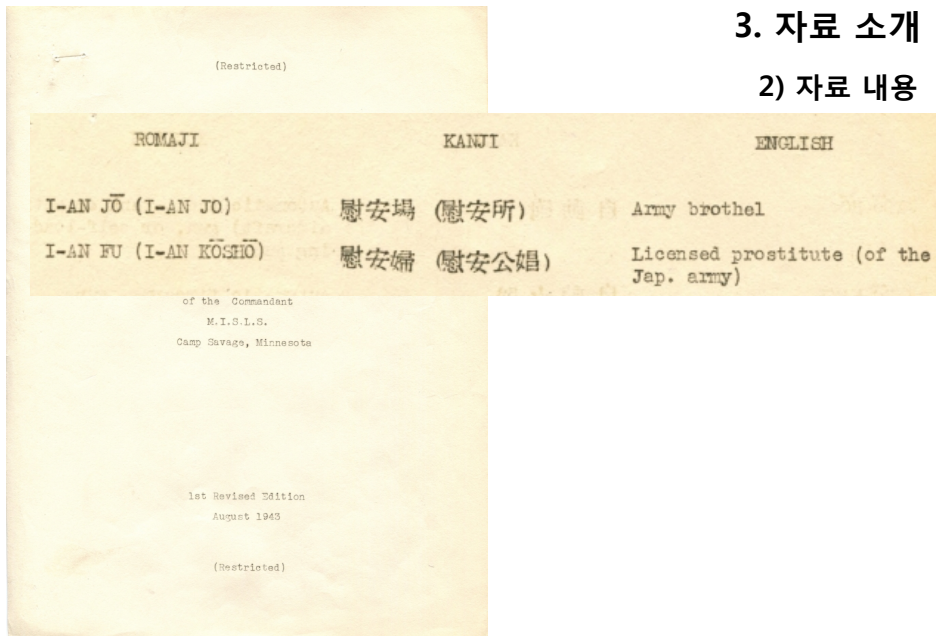 3. 자료 소개
2) 자료 내용
(Restricted)
ROMAJI KANJI ENGLISH
I-AN JŌ (I-AN JO) 慰安場 (慰安所) Army brothel
I-AN FU (I-AN KŌSHŌ) 慰安婦 (慰安公娼) Licensed prostitute (of the
Jap. army)
of the Commandant
M.I.S.L.S.
Camp Savage, Minnesota
1st Revised Edition
August 1943
(Restricted)